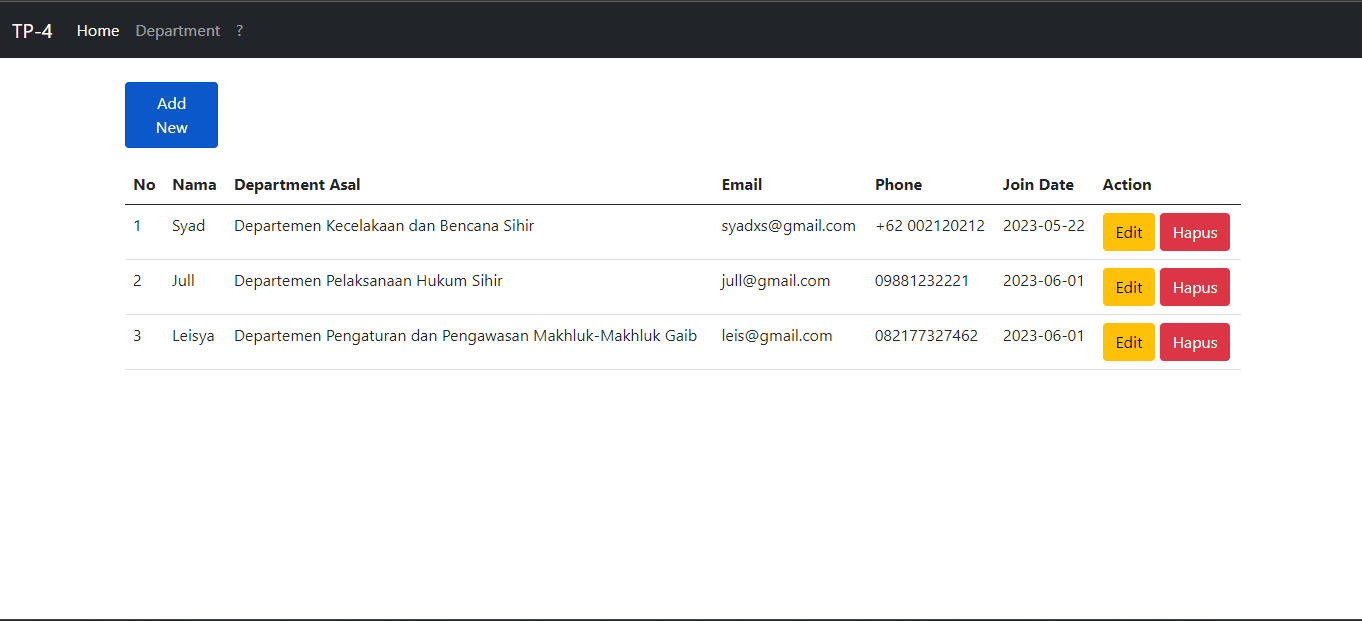 TP-4 Home Department ?
Add
New
No Nama Department Asal Email Phone Join Date Action
1 Syad Departemen Kecelakaan dan Bencana Sihir syadxs@gmail.com +62 002120212 2023-05-22 Edit Hapus
2 Jull Departemen Pelaksanaan Hukum Sihir jull@gmail.com 09881232221 2023-06-01 Edit Hapus
3 Leisya Departemen Pengaturan dan Pengawasan Makhluk-Makhluk Gaib leis@gmail.com 082177327462 2023-06-01 Edit Hapus